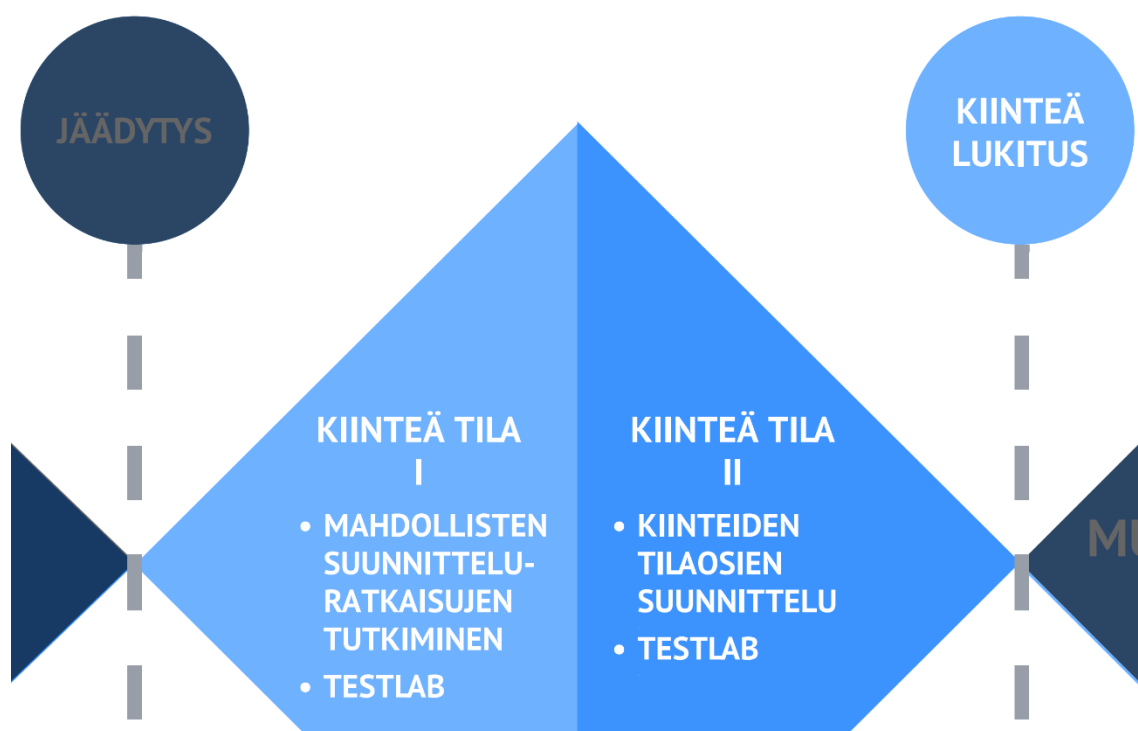 JÄÄDYTYS
KIINTEÄ
LUKITUS
KIINTEÄ TILA
I
• MAHDOLLISTEN
SUUNNITTELU-
RATKAISUJEN
TUTKIMINEN
• TESTLAB
KIINTEÄ TILA
II
• KIINTEIDEN
TILAOSIEN
SUUNNITTELU
• TESTLAB